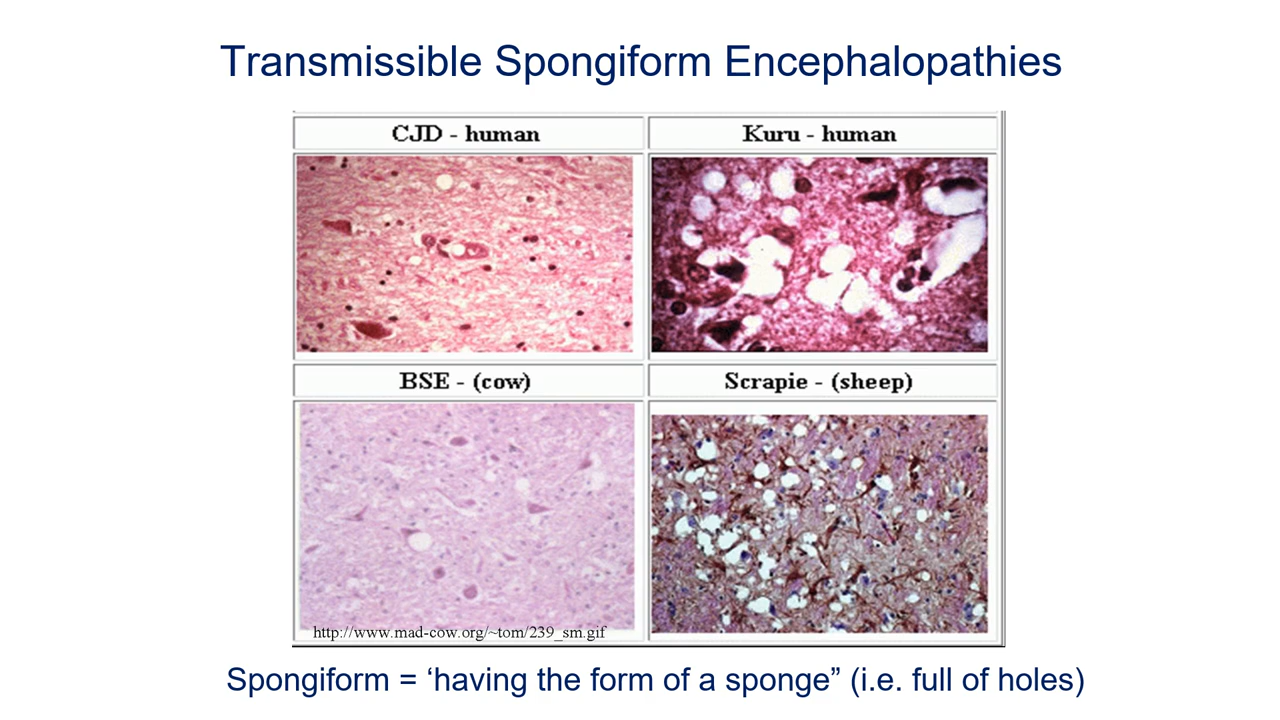 Transmissible Spongiform Encephalopathies
CJD - human
Kuru - human
BSE - (cow)
Scrapie - (sheep)
http://www.mad-cow.org/~tom/239_sm.gif
Spongiform = ‘having the form of a sponge” (i.e. full of holes)